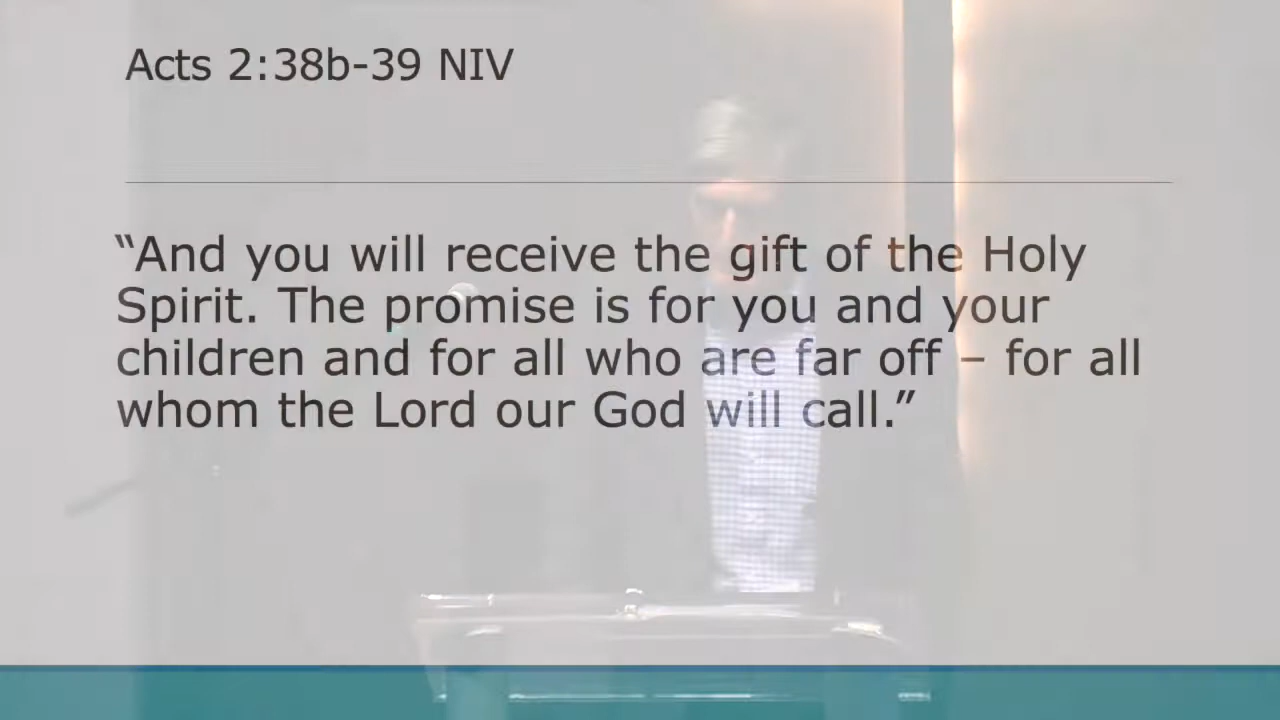 Acts 2:38b-39 NIV
“And you will receive the gift of the Holy
Spirit. The promise is for you and your
children and for all who are far off – for all
whom the Lord our God will call.”